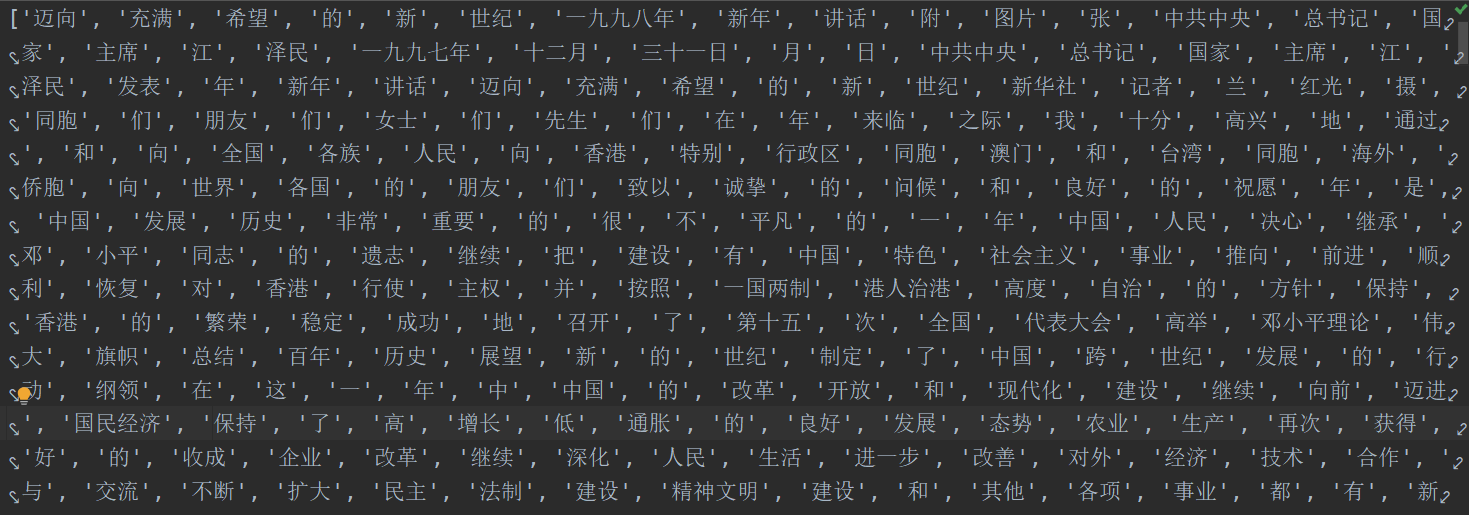 ['迈向', '充满', '希望', '的', '新', '世纪', '一九九八年', '新年', '讲话', '附', '图片', '张', '中共中央', '总书记', '国
家', '主席', '江', '泽民', '一九九七年', '十二月', '三十一日', '月', '日', '中共中央', '总书记', '国家', '主席', '江', '
泽民', '发表', '年', '新年', '讲话', '迈向', '充满', '希望', '的', '新', '世纪', '新华社', '记者', '兰', '红光', '摄',
'同胞', '们', '朋友', '们', '女士', '们', '先生', '们', '在', '年', '来临', '之际', '我', '十分', '高兴', '地', '通过
', '和', '向', '全国', '各族', '人民', '向', '香港', '特别', '行政区', '同胞', '澳门', '和', '台湾', '同胞', '海外', '
侨胞', '向', '世界', '各国', '的', '朋友', '们', '致以', '诚挚', '的', '问候', '和', '良好', '的', '祝愿', '年', '是',
'中国', '发展', '历史', '非常', '重要', '的', '很', '不', '平凡', '的', '一', '年', '中国', '人民', '决心', '继承', '
邓', '小平', '同志', '的', '遗志', '继续', '把', '建设', '有', '中国', '特色', '社会主义', '事业', '推向', '前进', '顺
利', '恢复', '对', '香港', '行使', '主权', '并', '按照', '一国两制', '港人治港', '高度', '自治', '的', '方针', '保持',
'香港', '的', '繁荣', '稳定', '成功', '地', '召开', '了', '第十五', '次', '全国', '代表大会', '高举', '邓小平理论', '伟
大', '旗帜', '总结', '百年', '历史', '展望', '新', '的', '世纪', '制定', '了', '中国', '跨', '世纪', '发展', '的', '行
动', '纲领', '在', '这', '一', '年', '中', '中国', '的', '改革', '开放', '和', '现代化', '建设', '继续', '向前', '迈进
', '国民经济', '保持', '了', '高', '增长', '低', '通胀', '的', '良好', '发展', '态势', '农业', '生产', '再次', '获得',
'好', '的', '收成', '企业', '改革', '继续', '深化', '人民', '生活', '进一步', '改善', '对外', '经济', '技术', '合作', '
与', '交流', '不断', '扩大', '民主', '法制', '建设', '精神文明', '建设', '和', '其他', '各项', '事业', '都', '有', '新